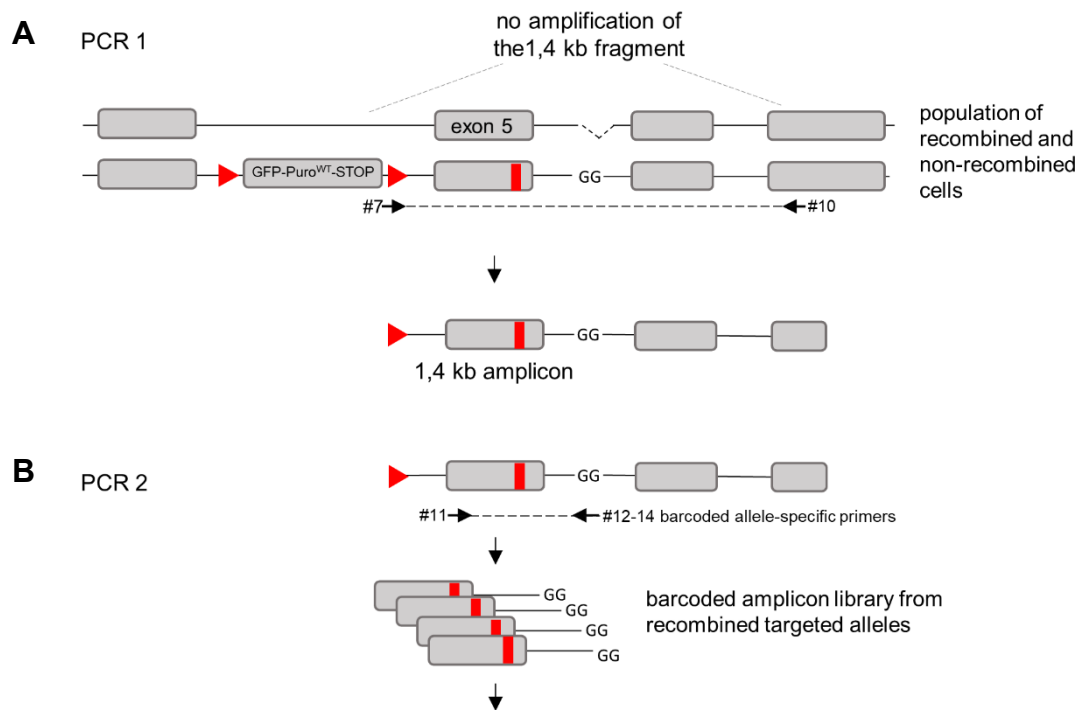 A
PCR 1
no amplification of
the1,4 kb fragment
exon 5
population of
recombined and
non-recombined
cells
GFP-PuroWT-STOP
GG
#7
#10
GG
1,4 kb amplicon
B
PCR 2
GG
#11
#12-14 barcoded allele-specific primers
GG
GG
GG
GG
barcoded amplicon library from
recombined targeted alleles